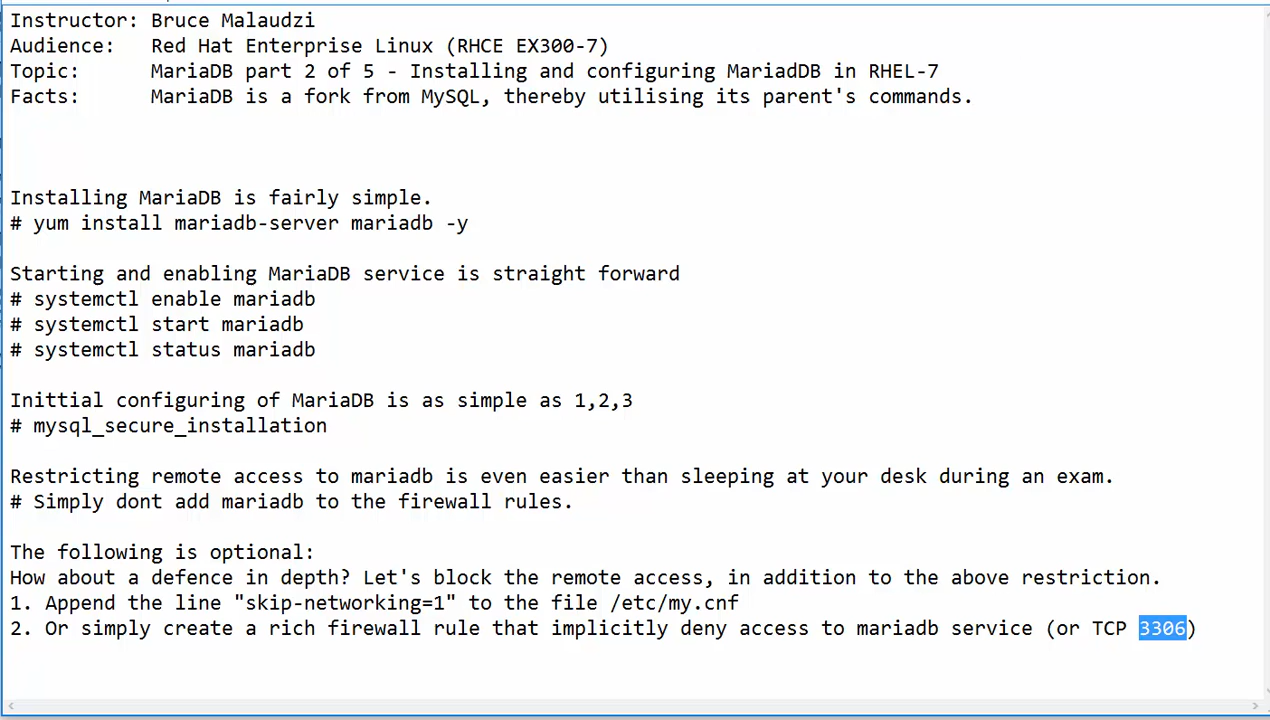 Instructor: Bruce Malaudzi
Audience:   Red Hat Enterprise Linux (RHCE EX300-7)
Topic:      MariaDB part 2 of 5 - Installing and configuring MariadDB in RHEL-7
Facts:      MariaDB is a fork from MySQL, thereby utilising its parent's commands.
Installing MariaDB is fairly simple.
# yum install mariadb-server mariadb -y
Starting and enabling MariaDB service is straight forward
# systemctl enable mariadb
# systemctl start mariadb
# systemctl status mariadb
Inittial configuring of MariaDB is as simple as 1,2,3
# mysql_secure_installation
Restricting remote access to mariadb is even easier than sleeping at your desk during an exam.
# Simply dont add mariadb to the firewall rules.
The following is optional:
How about a defence in depth? Let's block the remote access, in addition to the above restriction.
1. Append the line "skip-networking=1" to the file /etc/my.cnf
2. Or simply create a rich firewall rule that implicitly deny access to mariadb service (or TCP 3306)